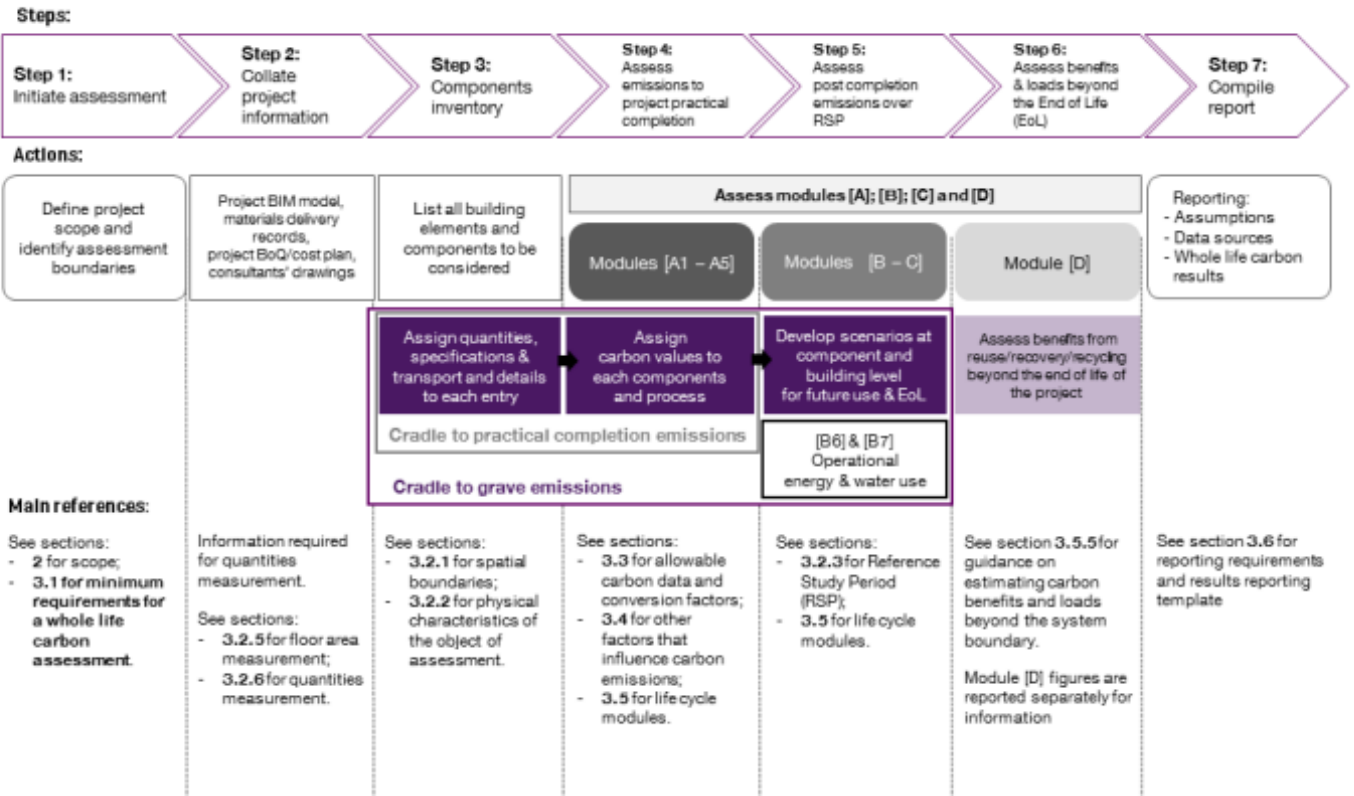 Steps:
Step 1:
Initiate assessment
Step 2:
Collate
project
information
Step 3:
Components
inventory
Step 4:
Assess
emissions to
project practical
completion
Step 5:
Assess
post completion
emissions over
RSP
Step 6:
Assess benefits
& loads beyond
the End of Life
(EoL)
Step 7:
Compile
report
Actions:
Define project
scope and
identify assessment
boundaries
Project BIM model,
materials delivery
records,
project BoQ/cost plan,
consultants' drawings
List all building
elements and
components to be
considered
Assess modules [A]; [B]; [C] and [D]
Modules [A1 – A5]
Modules [B – C]
Module [D]
Reporting:
- Assumptions
- Data sources
- Whole life carbon
results
Assign quantities,
specifications &
transport and details
to each entry
Assign
carbon values to
each components
and process
Develop scenarios at
component and
building level
for future use & EoL
Assess benefits from
reuse/recovery/recycling
beyond the end of life of
the project
Cradle to practical completion emissions
[B6] & [B7]
Operational
energy & water use
Cradle to grave emissions
Main references:
See sections:
- 2 for scope;
- 3.1 for minimum
requirements for
a whole life
carbon
assessment.
Information required
for quantities
measurement.
See sections:
- 3.2.5 for floor area
measurement;
- 3.2.6 for quantities
measurement.
See sections:
- 3.2.1 for spatial
boundaries;
- 3.2.2 for physical
characteristics of
the object of
assessment.
See sections:
- 3.3 for allowable
carbon data and
conversion factors;
- 3.4 for other
factors that
influence carbon
emissions;
- 3.5 for life cycle
modules.
See sections:
- 3.2.3 for Reference
Study Period
(RSP);
- 3.5 for life cycle
modules.
See section 3.5.5 for
guidance on
estimating carbon
benefits and loads
beyond the system
boundary.
Module [D] figures are
reported separately for
information
See section 3.6 for
reporting requirements
and results reporting
template